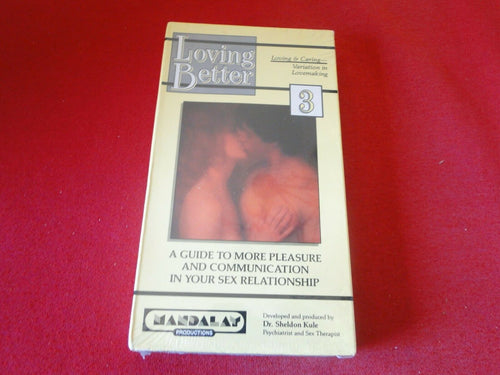 Loving
Better
Loving & Caring...
Variation in
Lovemaking
3
A GUIDE TO MORE PLEASURE
AND COMMUNICATION
IN YOUR SEX RELATIONSHIP
MANDALAY
PRODUCTIONS
Developed and produced by
Dr. Sheldon Kule
Psychiatrist and Sex Therapist